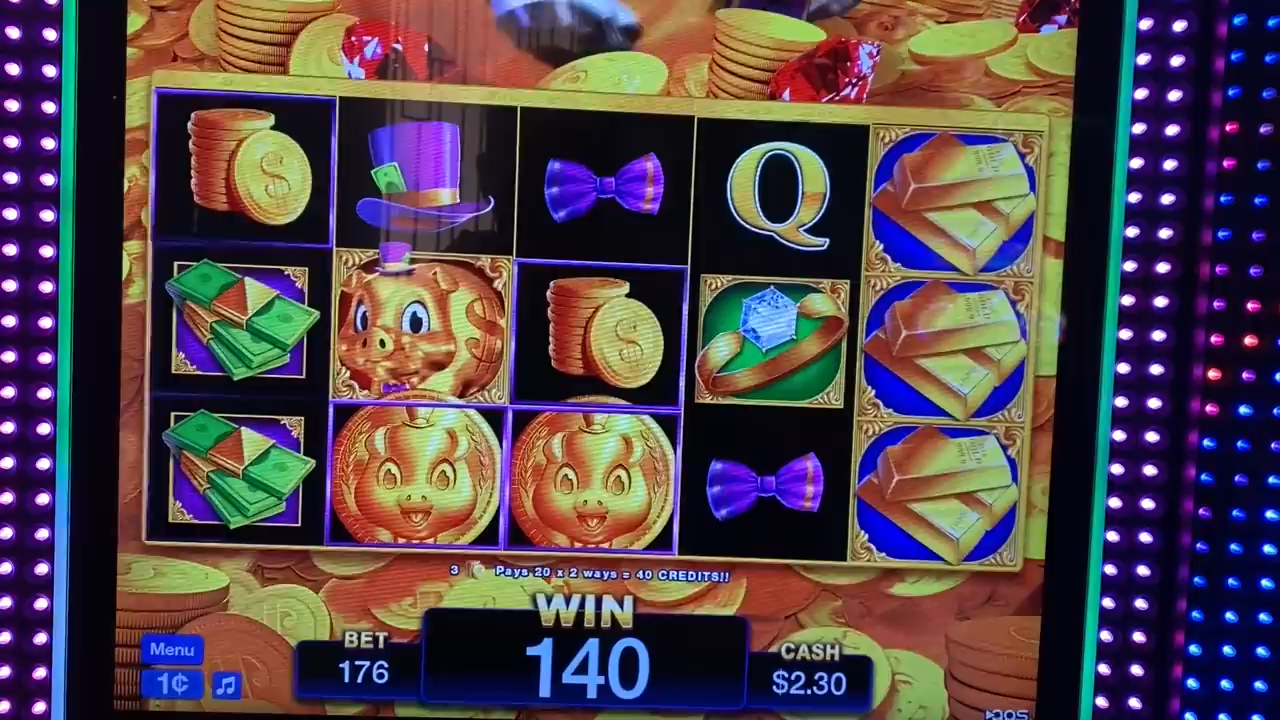 Q
3 Pays 20 x 2 ways = 40 CREDITS!!
WIN
140
BET
176
CASH
$2.30
Menu
1¢